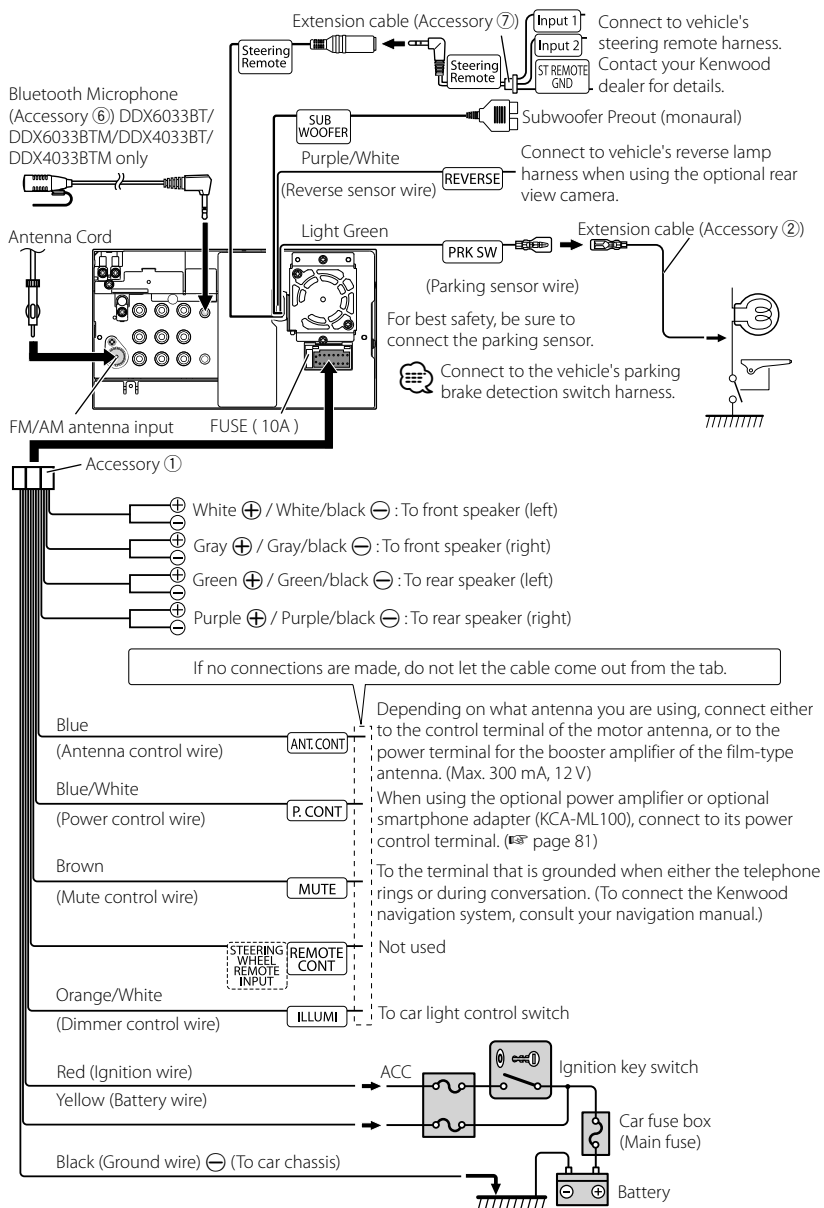 Extension cable (Accessory ⑦)
Input 1
Input 2
Steering
Remote
Steering
Remote
ST REMOTE
GND
Connect to vehicle's
steering remote harness.
Contact your Kenwood
dealer for details.
Bluetooth Microphone
(Accessory ⑥) DDX6033BT/
DDX6033BTM/DDX4033BT/
DDX4033BTM only
SUB
WOOFER
Subwoofer Preout (monaural)
Purple/White
(Reverse sensor wire)
REVERSE
Connect to vehicle's reverse lamp
harness when using the optional rear
view camera.
Antenna Cord
Light Green
PRK SW
(Parking sensor wire)
Extension cable (Accessory ②)
For best safety, be sure to
connect the parking sensor.
Connect to the vehicle's parking
brake detection switch harness.
FM/AM antenna input
FUSE ( 10A )
Accessory ①
⊕
⊖
White ⊕ / White/black ⊖ : To front speaker (left)
⊕
⊖
Gray ⊕ / Gray/black ⊖ : To front speaker (right)
⊕
⊖
Green ⊕ / Green/black ⊖ : To rear speaker (left)
⊕
⊖
Purple ⊕ / Purple/black ⊖ : To rear speaker (right)
If no connections are made, do not let the cable come out from the tab.
Blue
(Antenna control wire)
ANT. CONT
Depending on what antenna you are using, connect either
to the control terminal of the motor antenna, or to the
power terminal for the booster amplifier of the film-type
antenna. (Max. 300 mA, 12 V)
Blue/White
(Power control wire)
P. CONT
When using the optional power amplifier or optional
smartphone adapter (KCA-ML100), connect to its power
control terminal. (☞ page 81)
Brown
(Mute control wire)
MUTE
To the terminal that is grounded when either the telephone
rings or during conversation. (To connect the Kenwood
navigation system, consult your navigation manual.)
STEERING
WHEEL
REMOTE
INPUT
REMOTE
CONT
Not used
Orange/White
(Dimmer control wire)
ILLUMI
To car light control switch
Red (Ignition wire)
ACC
Ignition key switch
Yellow (Battery wire)
Car fuse box
(Main fuse)
Black (Ground wire) ⊖ (To car chassis)
⊖ ⊕
Battery